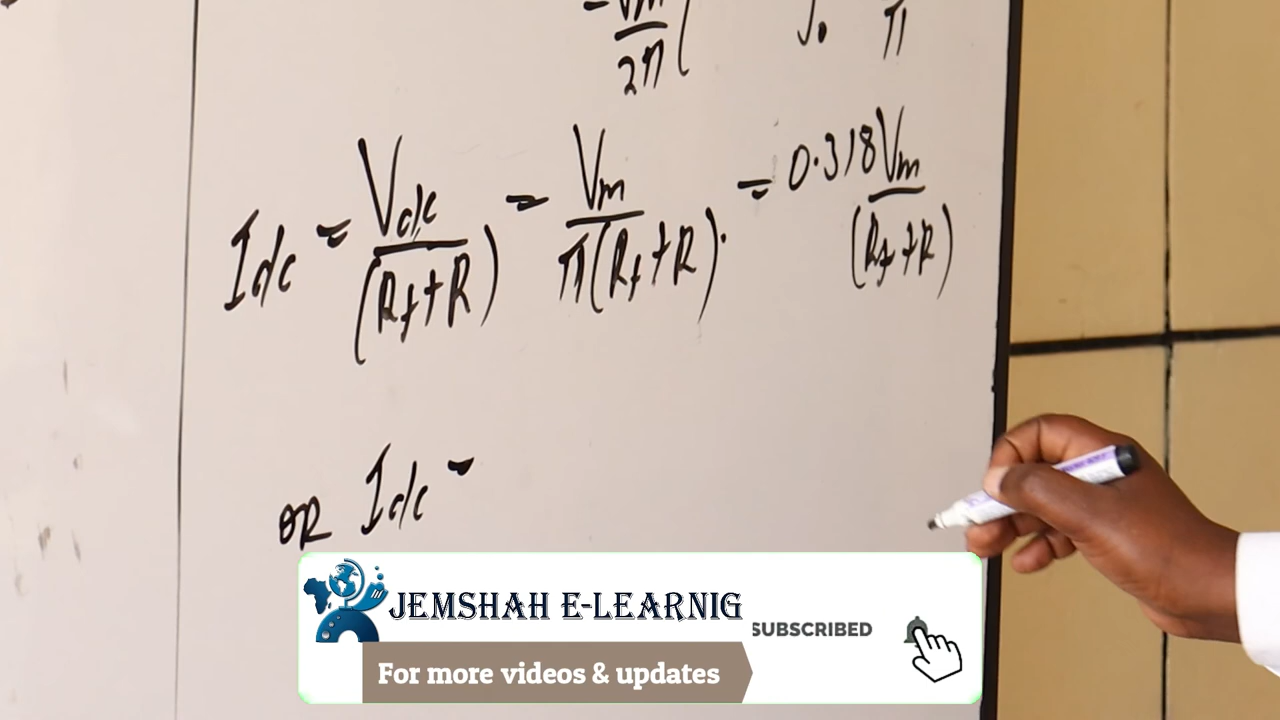 -Vm/2π ( ]₀ π
Idc = Vdc/(Rf+R) = Vm/π(Rf+R). = 0.318Vm/(Rf+R)
OR Idc =
JEMSHAH E-LEARNIG
SUBSCRIBED
For more videos & updates